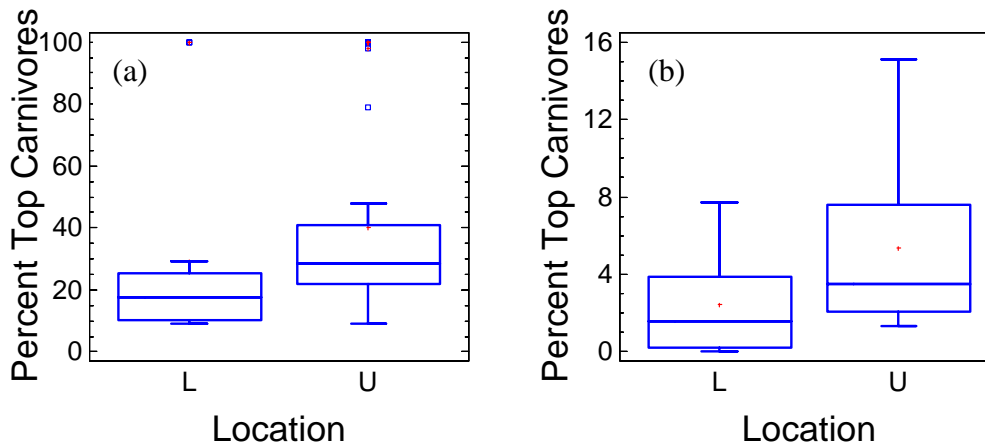 Percent Top Carnivores
(a)
100
80
60
40
20
0
L U
Location
Percent Top Carnivores
(b)
16
12
8
4
0
L U
Location